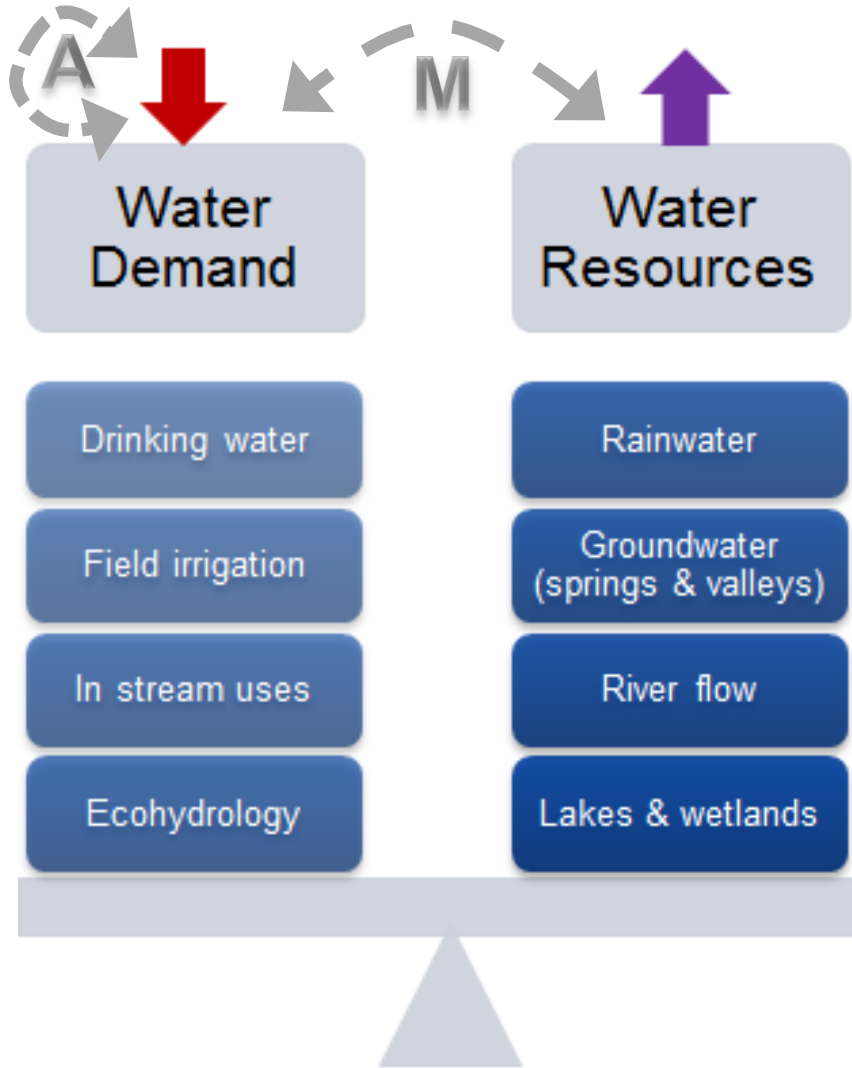 A
M
Water
Demand
Water
Resources
Drinking water
Rainwater
Field irrigation
Groundwater
(springs & valleys)
In stream uses
River flow
Ecohydrology
Lakes & wetlands